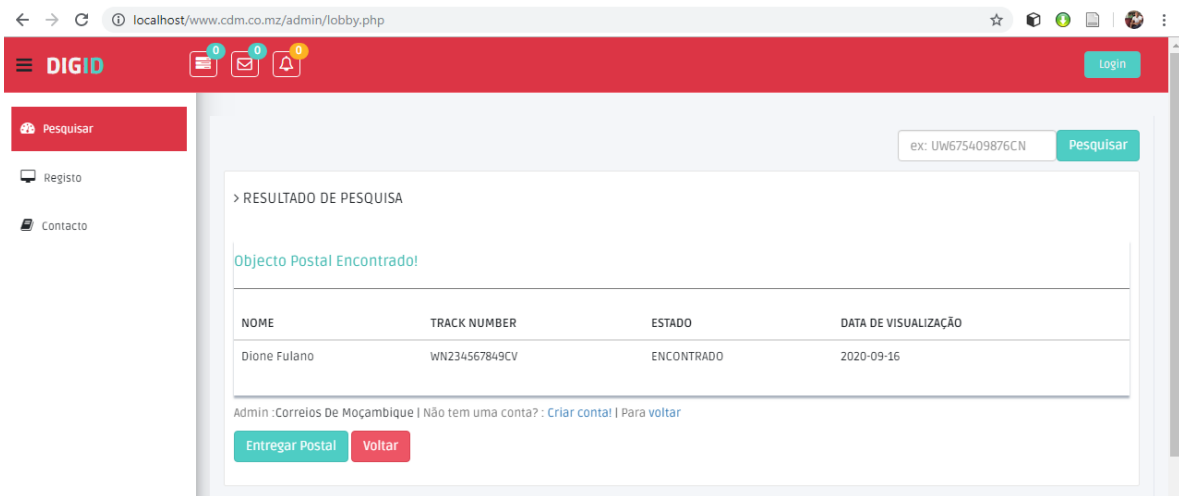 localhost/www.cdm.co.mz/admin/lobby.php
DIGID 0 0 0 Login
Pesquisar
Registo
Contacto
ex: UW675409876CN Pesquisar
> RESULTADO DE PESQUISA
Objecto Postal Encontrado!
NOME TRACK NUMBER ESTADO DATA DE VISUALIZAÇÃO
Dione Fulano WN234567849CV ENCONTRADO 2020-09-16
Admin :Correios De Moçambique | Não tem uma conta? : Criar conta! | Para voltar
Entregar Postal Voltar